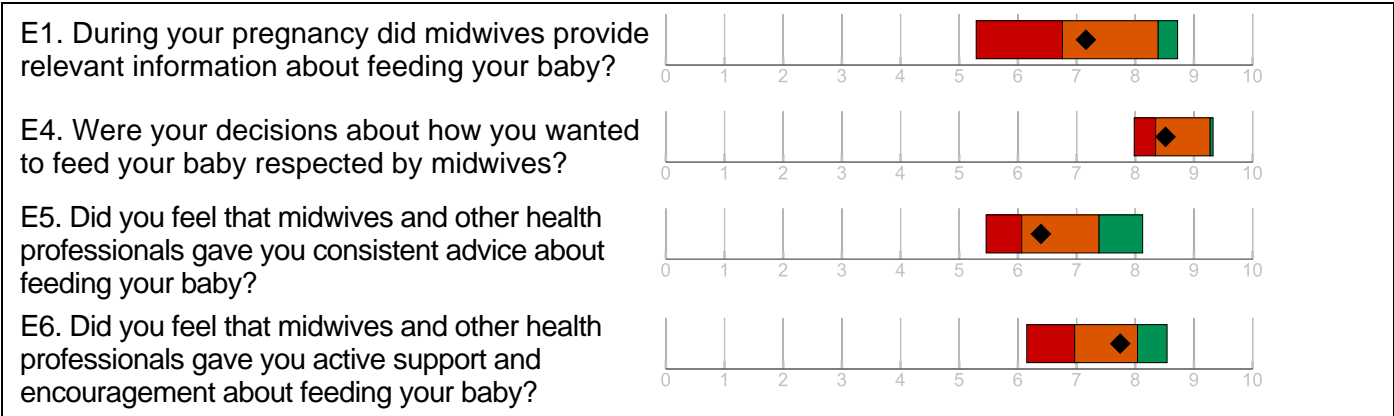 E1. During your pregnancy did midwives provide
relevant information about feeding your baby?
0 1 2 3 4 5 6 7 8 9 10
E4. Were your decisions about how you wanted
to feed your baby respected by midwives?
0 1 2 3 4 5 6 7 8 9 10
E5. Did you feel that midwives and other health
professionals gave you consistent advice about
feeding your baby?
0 1 2 3 4 5 6 7 8 9 10
E6. Did you feel that midwives and other health
professionals gave you active support and
encouragement about feeding your baby?
0 1 2 3 4 5 6 7 8 9 10